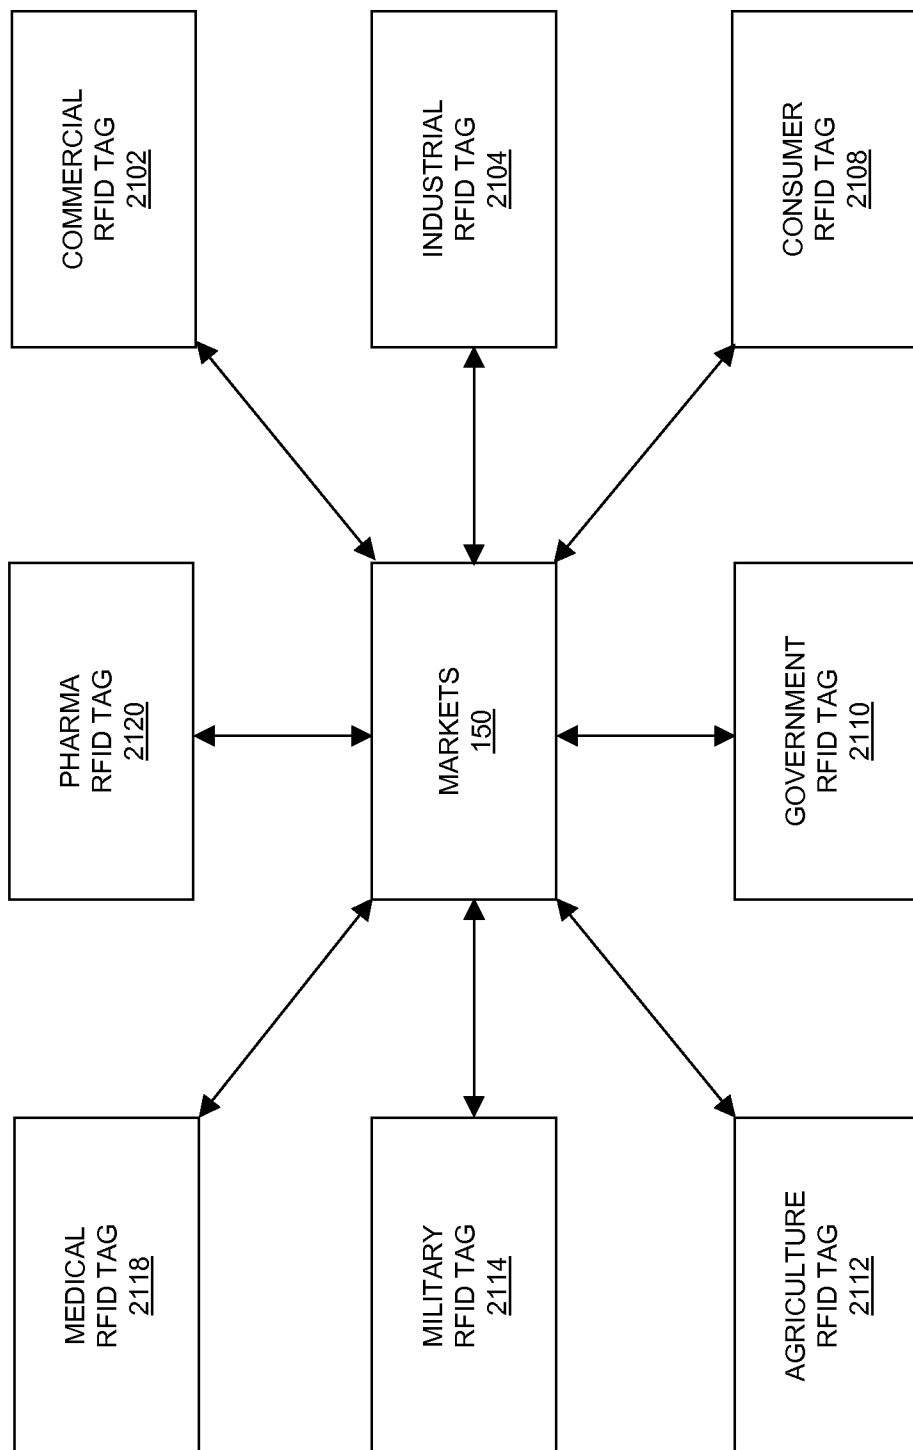 MEDICAL
RFID TAG
2118
PHARMA
RFID TAG
2120
COMMERCIAL
RFID TAG
2102
MILITARY
RFID TAG
2114
MARKETS
150
INDUSTRIAL
RFID TAG
2104
AGRICULTURE
RFID TAG
2112
GOVERNMENT
RFID TAG
2110
CONSUMER
RFID TAG
2108